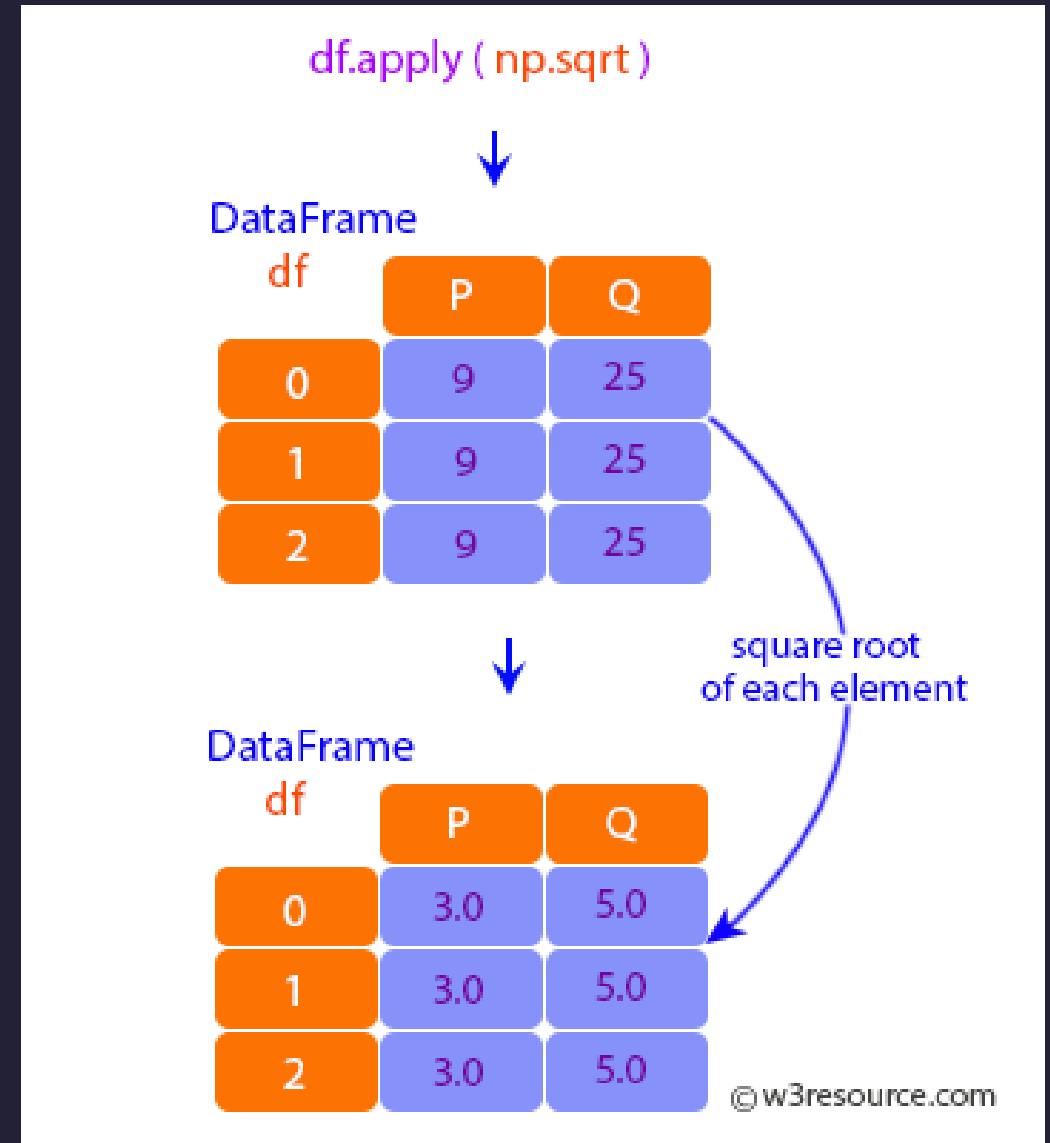 df.apply ( np.sqrt )
DataFrame
df
P Q
0 9 25
1 9 25
2 9 25
square root
of each element
DataFrame
df
P Q
0 3.0 5.0
1 3.0 5.0
2 3.0 5.0
© w3resource.com